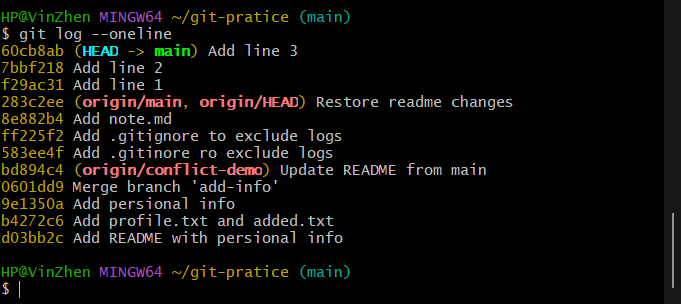 HP@VinZhen MINGW64 ~/git-pratice (main)
$ git log --oneline
60cb8ab (HEAD -> main) Add line 3
7bbf218 Add line 2
f29ac31 Add line 1
283c2ee (origin/main, origin/HEAD) Restore readme changes
8e882b4 Add note.md
ff225f2 Add .gitignore to exclude logs
583ee4f Add .gitinore ro exclude logs
bd894c4 (origin/conflict-demo) Update README from main
0601dd9 Merge branch 'add-info'
9e1350a Add persional info
b4272c6 Add profile.txt and added.txt
d03bb2c Add README with persional info
HP@VinZhen MINGW64 ~/git-pratice (main)
$